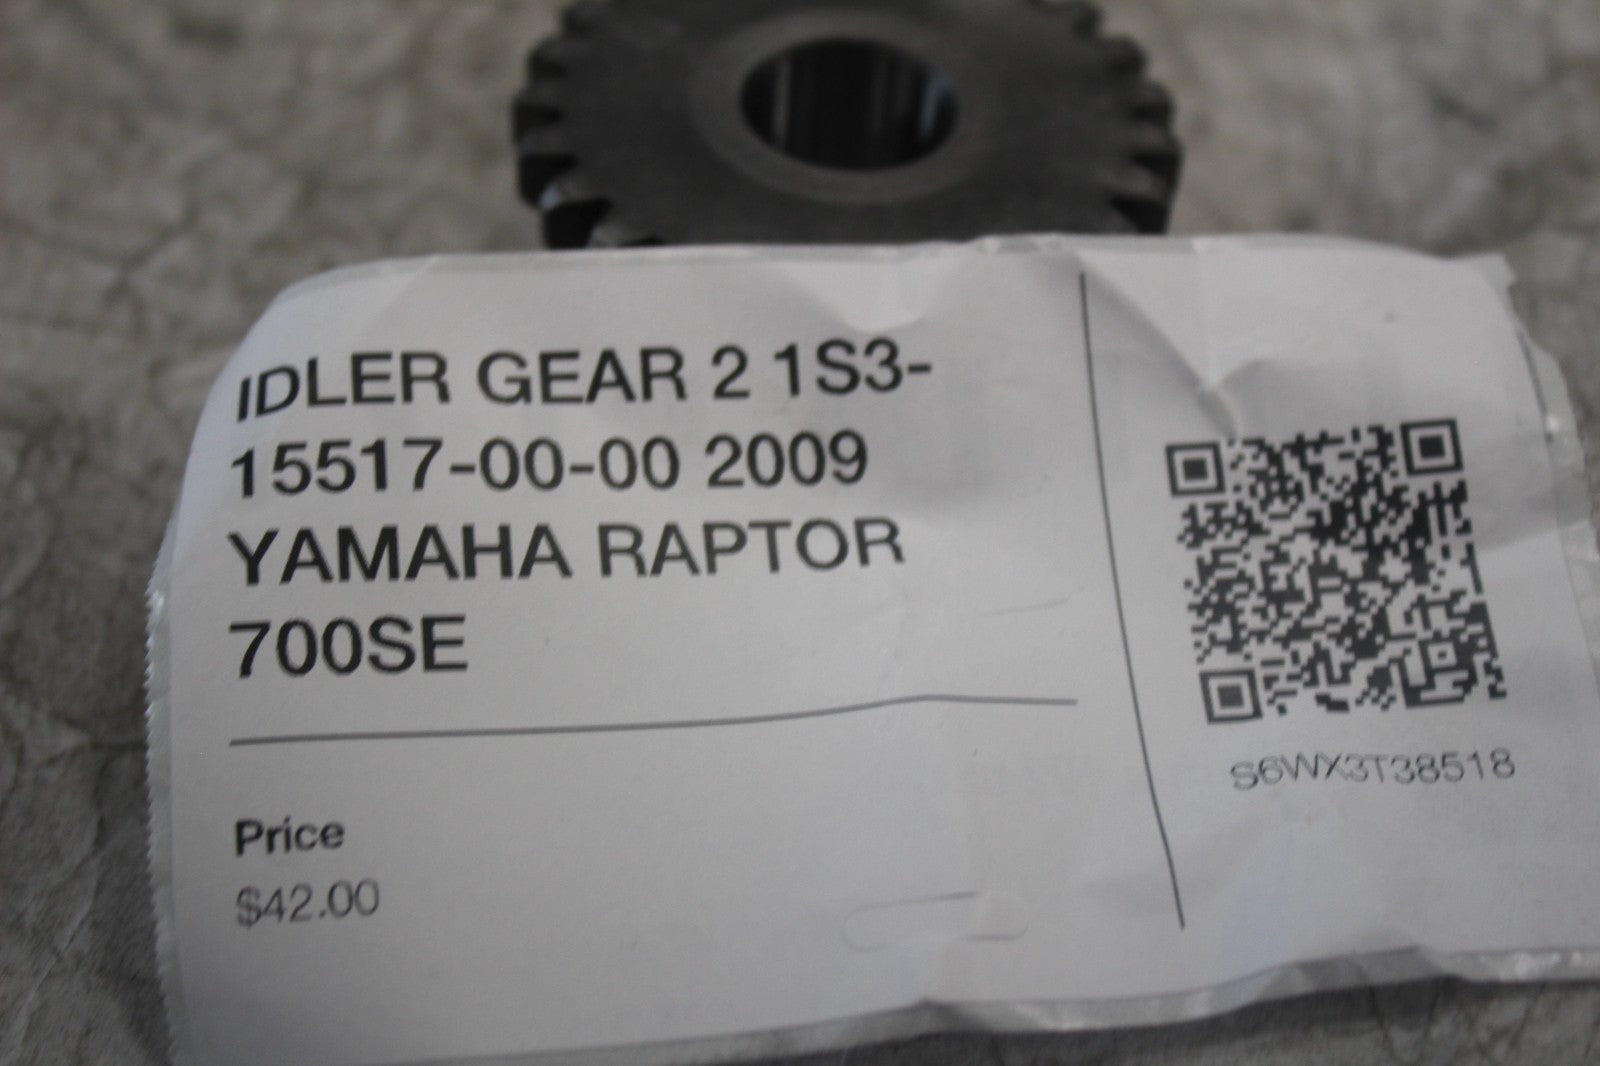 IDLER GEAR 2 1S3-
15517-00-00 2009
YAMAHA RAPTOR
700SE
Price
$42.00
S6WX3T38518